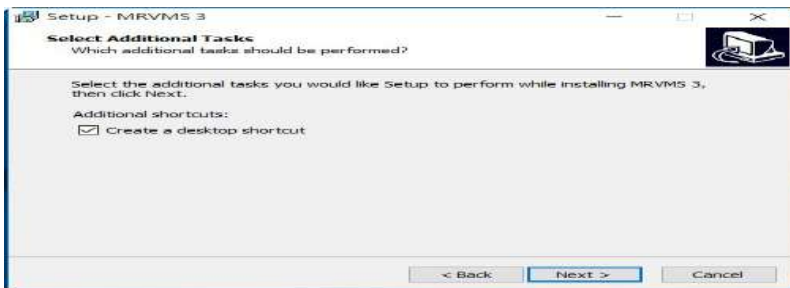 Setup - MRVMS 3
Select Additional Tasks
Which additional tasks should be performed?
Select the additional tasks you would like Setup to perform while installing MRVMS 3,
then click Next.
Additional shortcuts:
Create a desktop shortcut
< Back
Next >
Cancel